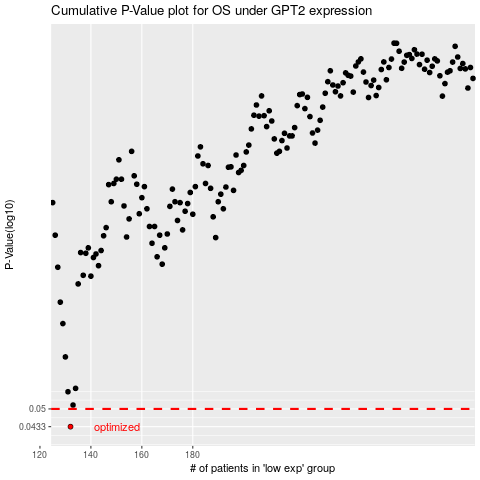 Cumulative P-Value plot for OS under GPT2 expression
P-Value(log10)
0.05
0.0433
optimized
120 140 160 180
# of patients in 'low exp' group